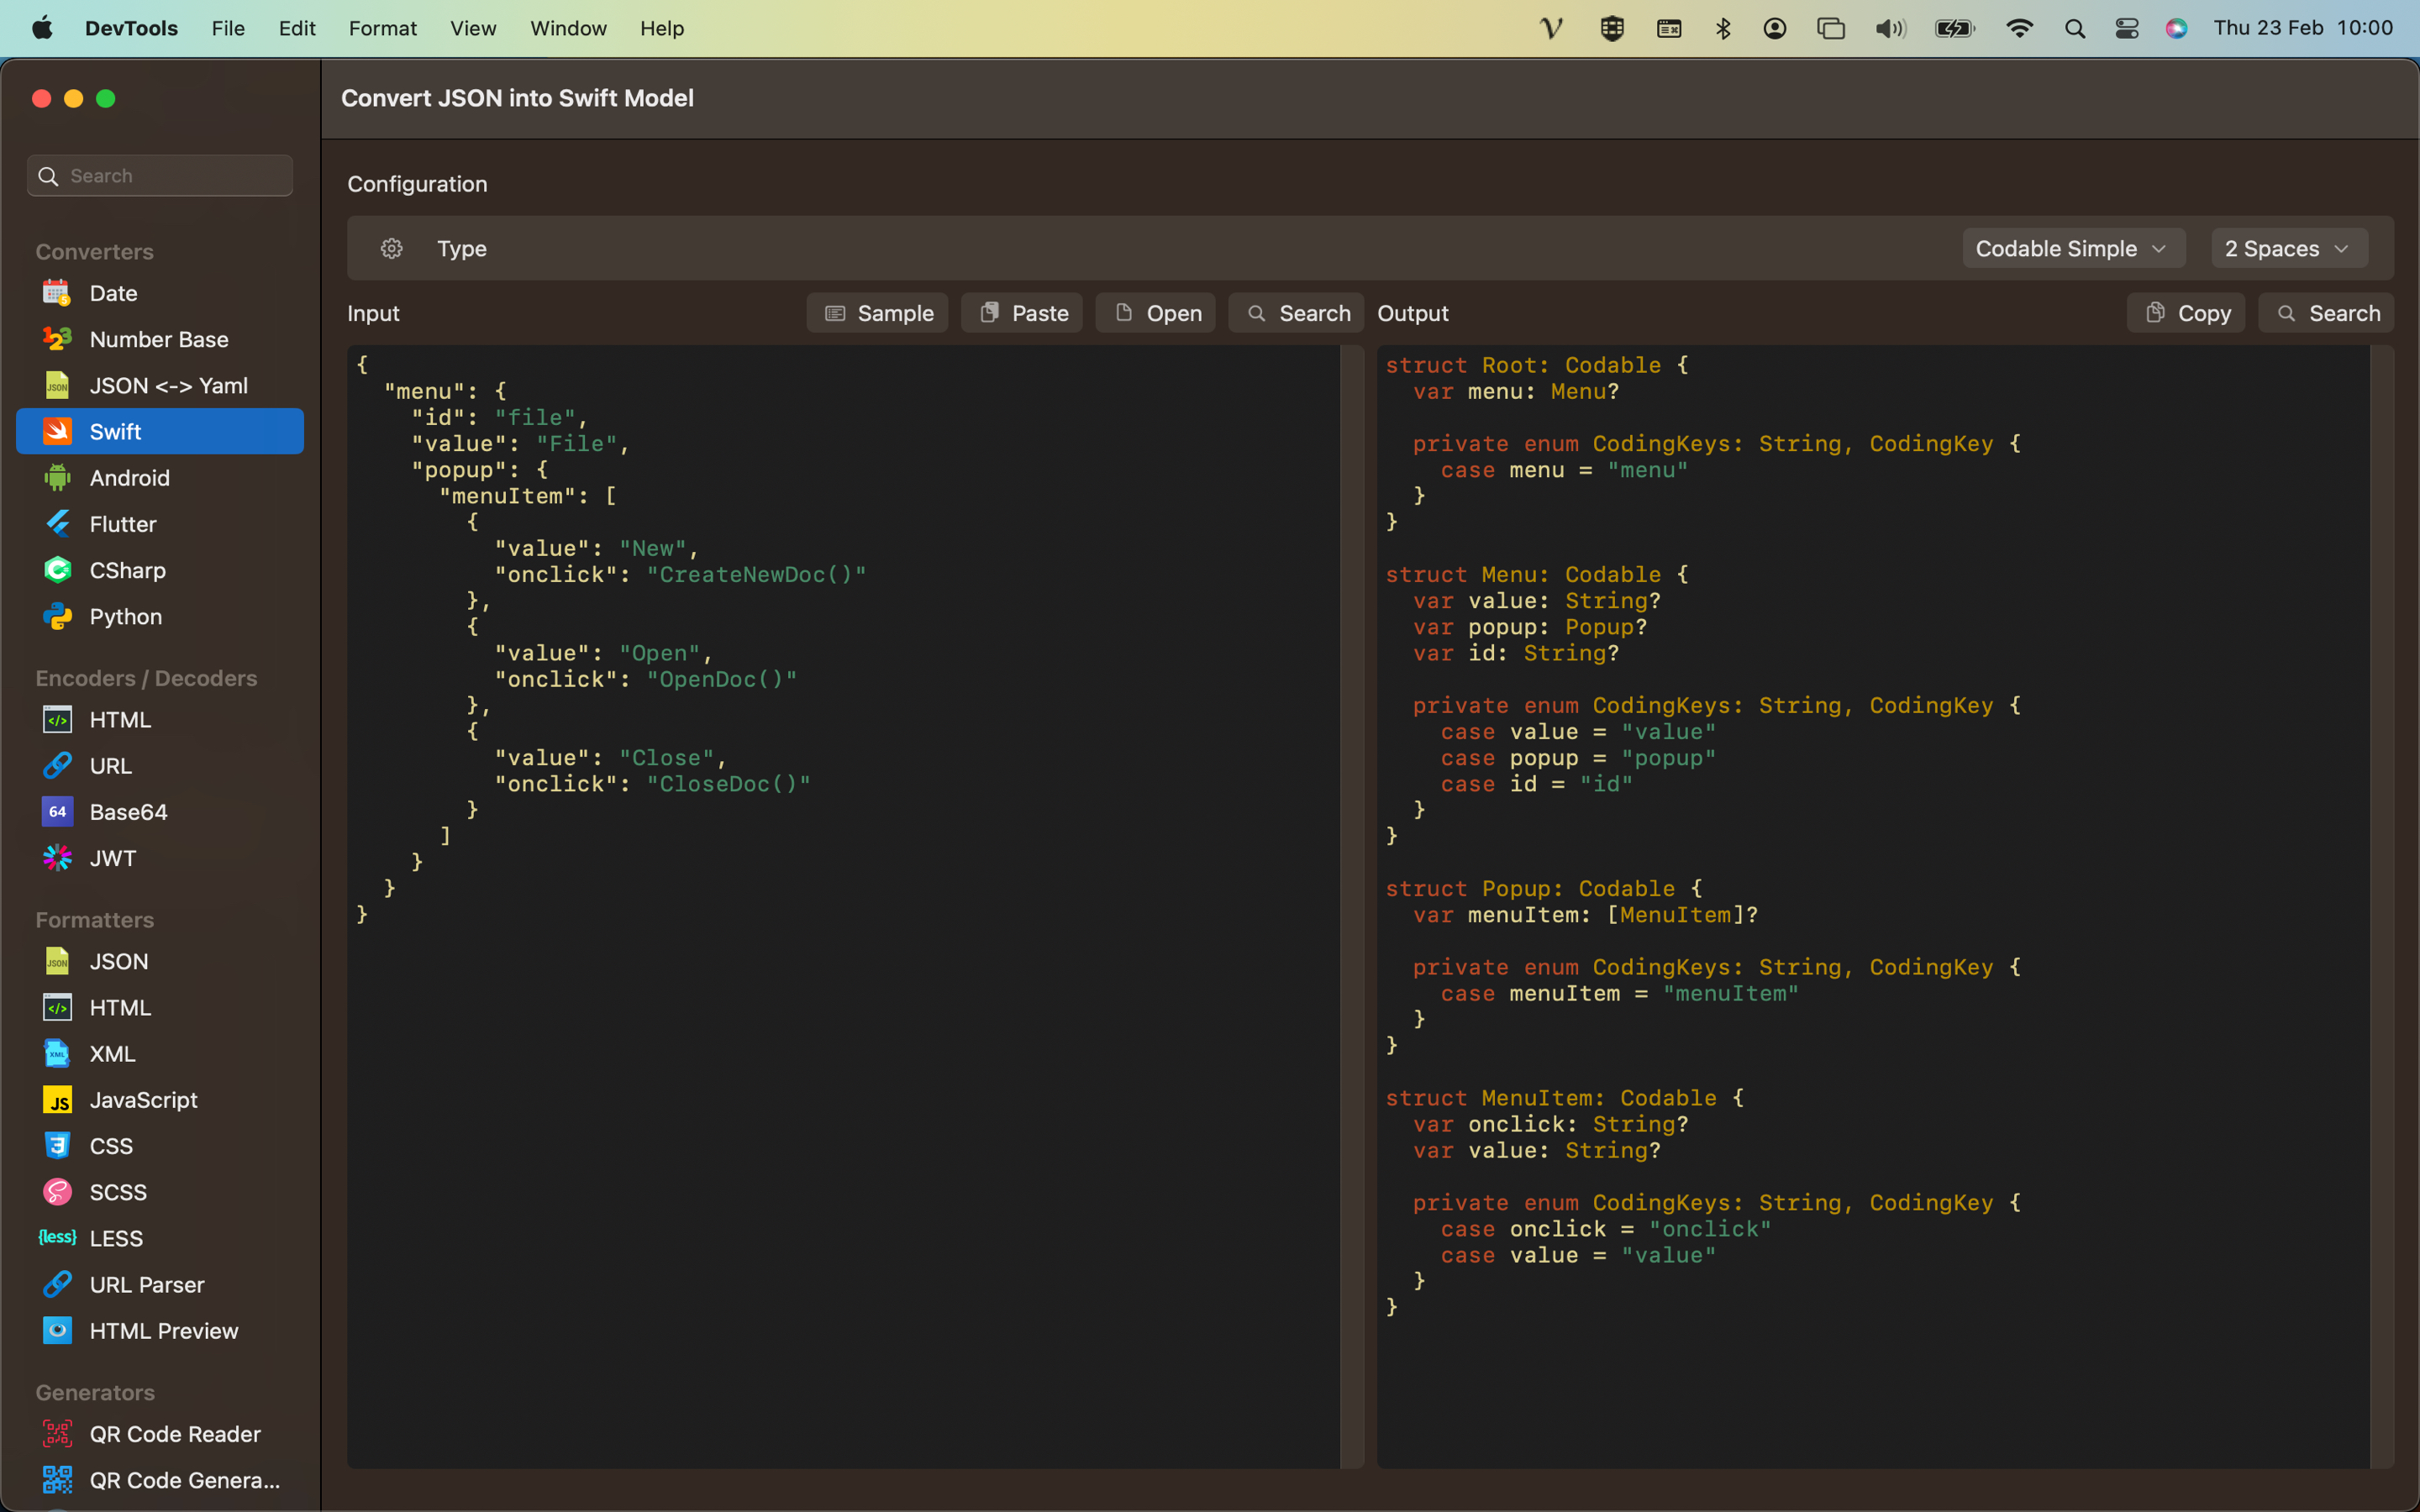 DevTools File Edit Format View Window Help Thu 23 Feb 10:00
Convert JSON into Swift Model
Search
Converters
Date
Number Base
JSON <-> Yaml
Swift
Android
Flutter
CSharp
Python
Encoders / Decoders
HTML
URL
64 Base64
JWT
Formatters
JSON
HTML
XML
JS JavaScript
CSS
SCSS
{less} LESS
URL Parser
HTML Preview
Generators
QR Code Reader
QR Code Genera...
Configuration
Type Codable Simple 2 Spaces
Input Sample Paste Open Search
{
  "menu": {
    "id": "file",
    "value": "File",
    "popup": {
      "menuItem": [
        {
          "value": "New",
          "onclick": "CreateNewDoc()"
        },
        {
          "value": "Open",
          "onclick": "OpenDoc()"
        },
        {
          "value": "Close",
          "onclick": "CloseDoc()"
        }
      ]
    }
  }
}
Output Copy Search
struct Root: Codable {
  var menu: Menu?

  private enum CodingKeys: String, CodingKey {
    case menu = "menu"
  }
}

struct Menu: Codable {
  var value: String?
  var popup: Popup?
  var id: String?

  private enum CodingKeys: String, CodingKey {
    case value = "value"
    case popup = "popup"
    case id = "id"
  }
}

struct Popup: Codable {
  var menuItem: [MenuItem]?

  private enum CodingKeys: String, CodingKey {
    case menuItem = "menuItem"
  }
}

struct MenuItem: Codable {
  var onclick: String?
  var value: String?

  private enum CodingKeys: String, CodingKey {
    case onclick = "onclick"
    case value = "value"
  }
}